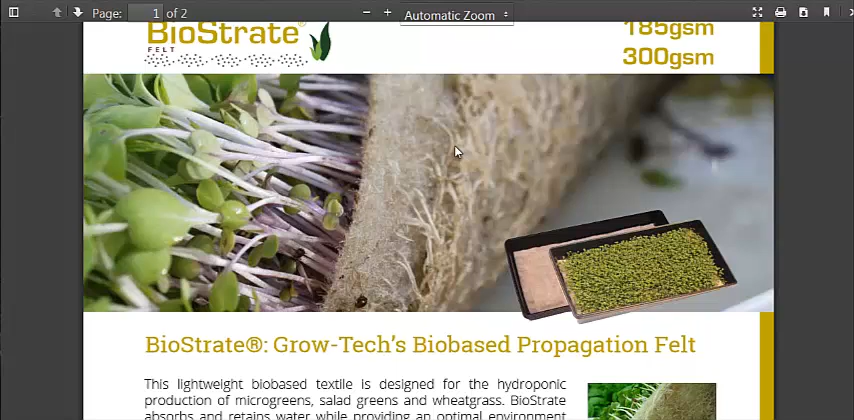 Page: 1 of 2
Automatic Zoom
BioStrate®
FELT
185gsm
300gsm
BioStrate®: Grow-Tech’s Biobased Propagation Felt
This lightweight biobased textile is designed for the hydroponic
production of microgreens, salad greens and wheatgrass. BioStrate
absorbs and retains water while providing an optimal environment